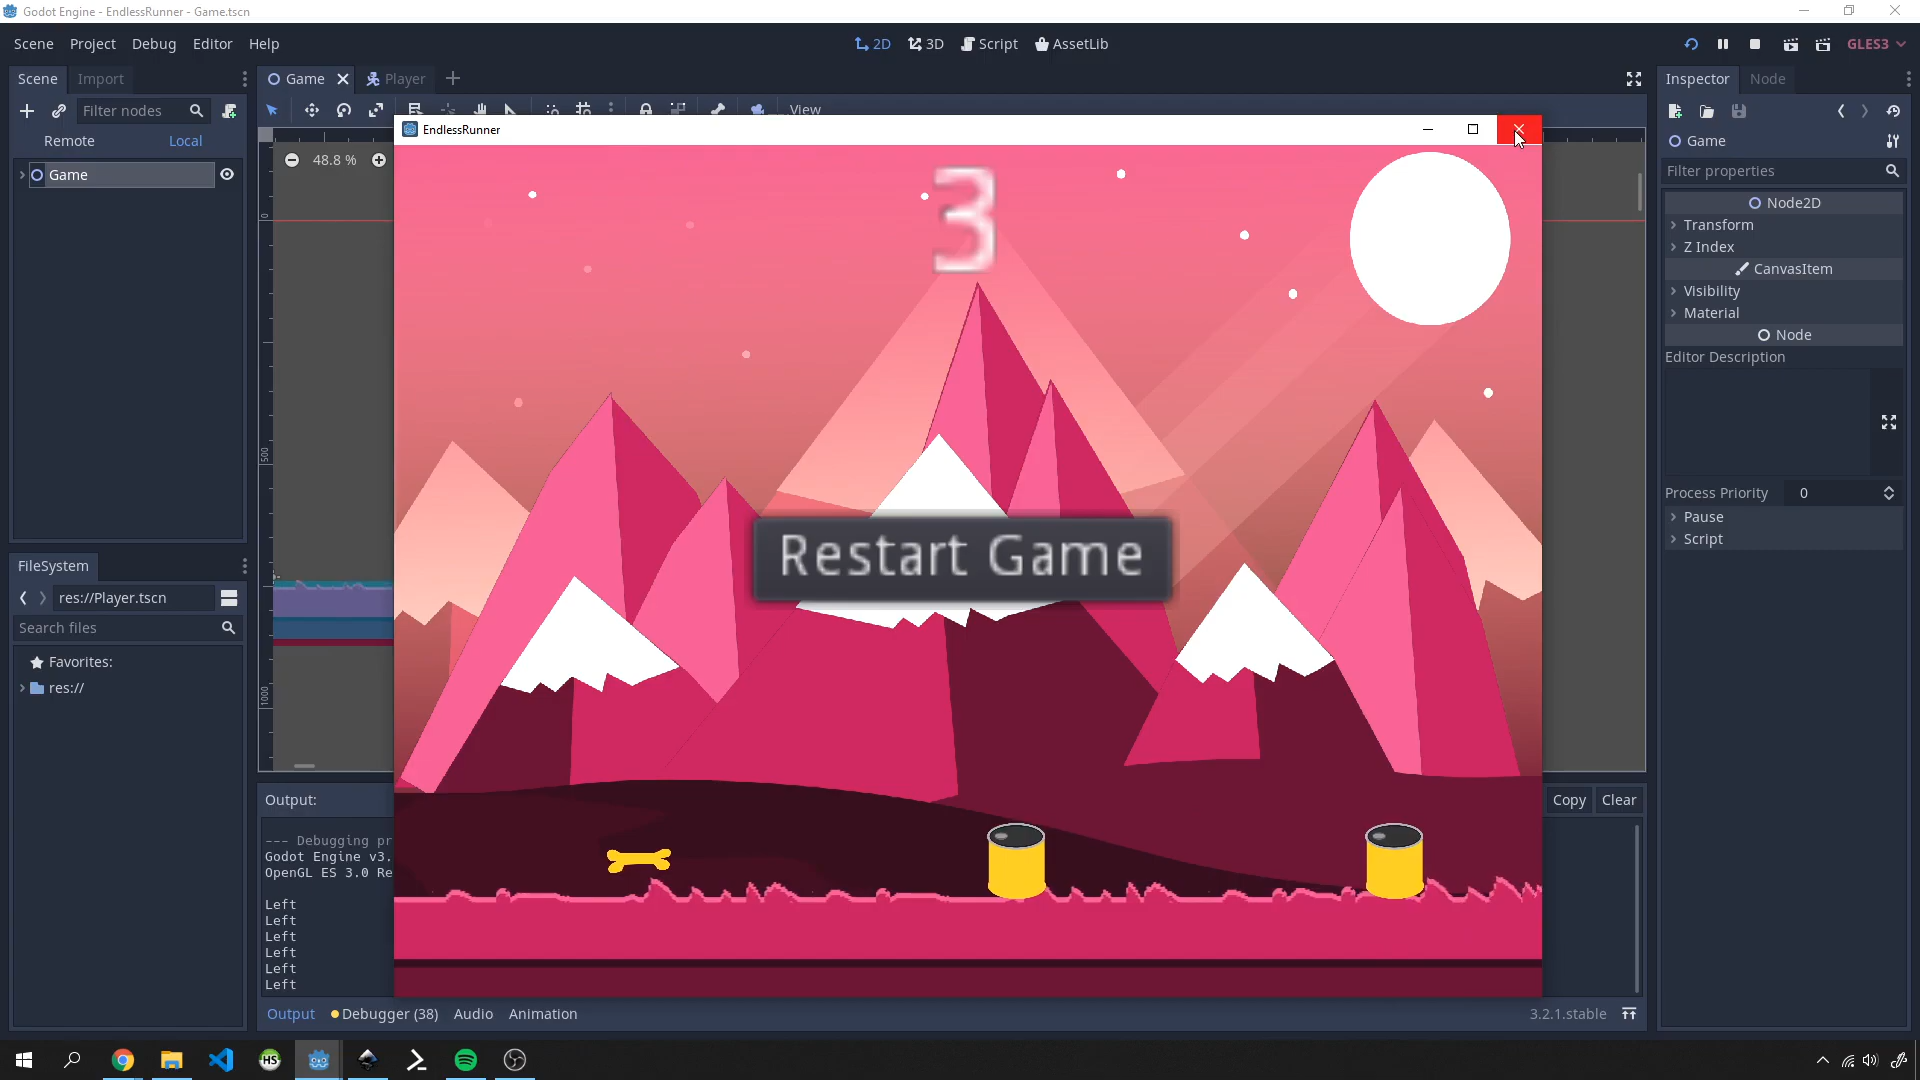 Godot Engine - EndlessRunner - Game.tscn
Scene Project Debug Editor Help
2D 3D Script AssetLib
GLES3
Scene Import
Game Player
Inspector Node
Filter nodes
View
Remote Local
Game
EndlessRunner
48.8 %
3
Restart Game
0
500
1000
Game
Filter properties
Node2D
Transform
Z Index
CanvasItem
Visibility
Material
Node
Editor Description
Process Priority 0
Pause
Script
FileSystem
res://Player.tscn
Search files
Favorites:
res://
Output:
Copy Clear
--- Debugging pr
Godot Engine v3.
OpenGL ES 3.0 Re
Left
Left
Left
Left
Left
Left
Output Debugger (38) Audio Animation
3.2.1.stable
HS